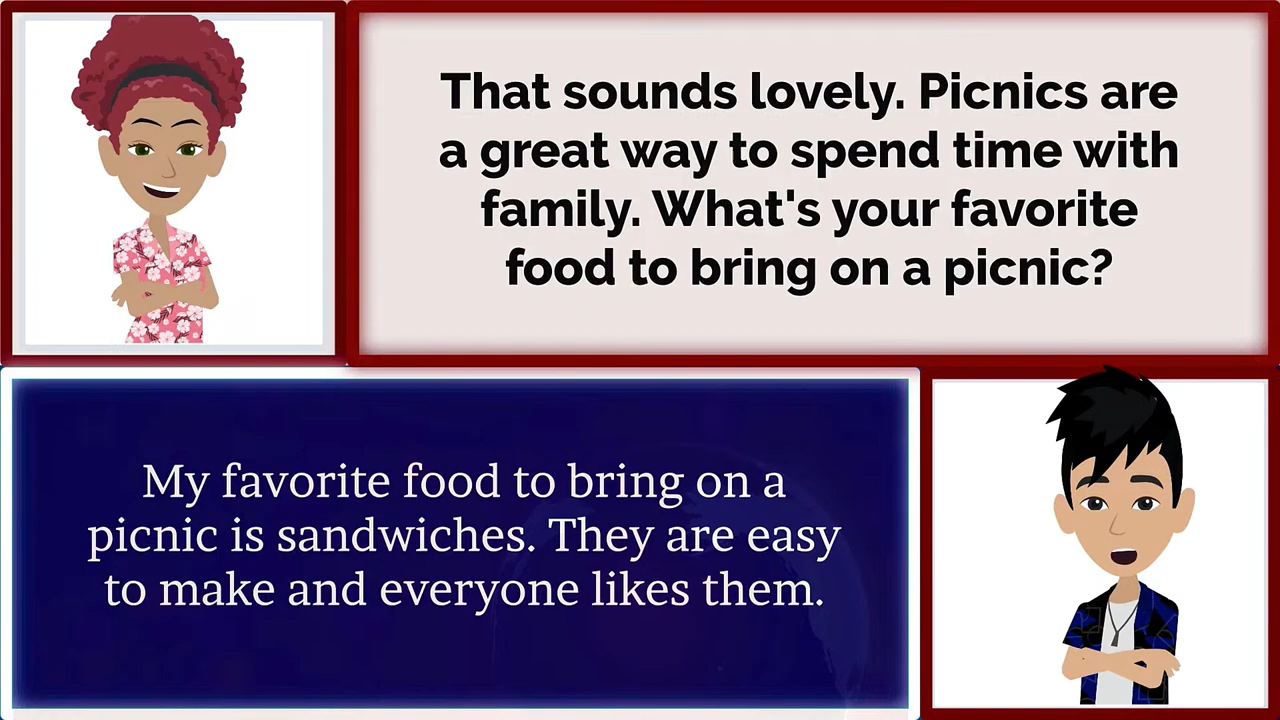 That sounds lovely. Picnics are
a great way to spend time with
family. What's your favorite
food to bring on a picnic?
My favorite food to bring on a
picnic is sandwiches. They are easy
to make and everyone likes them.